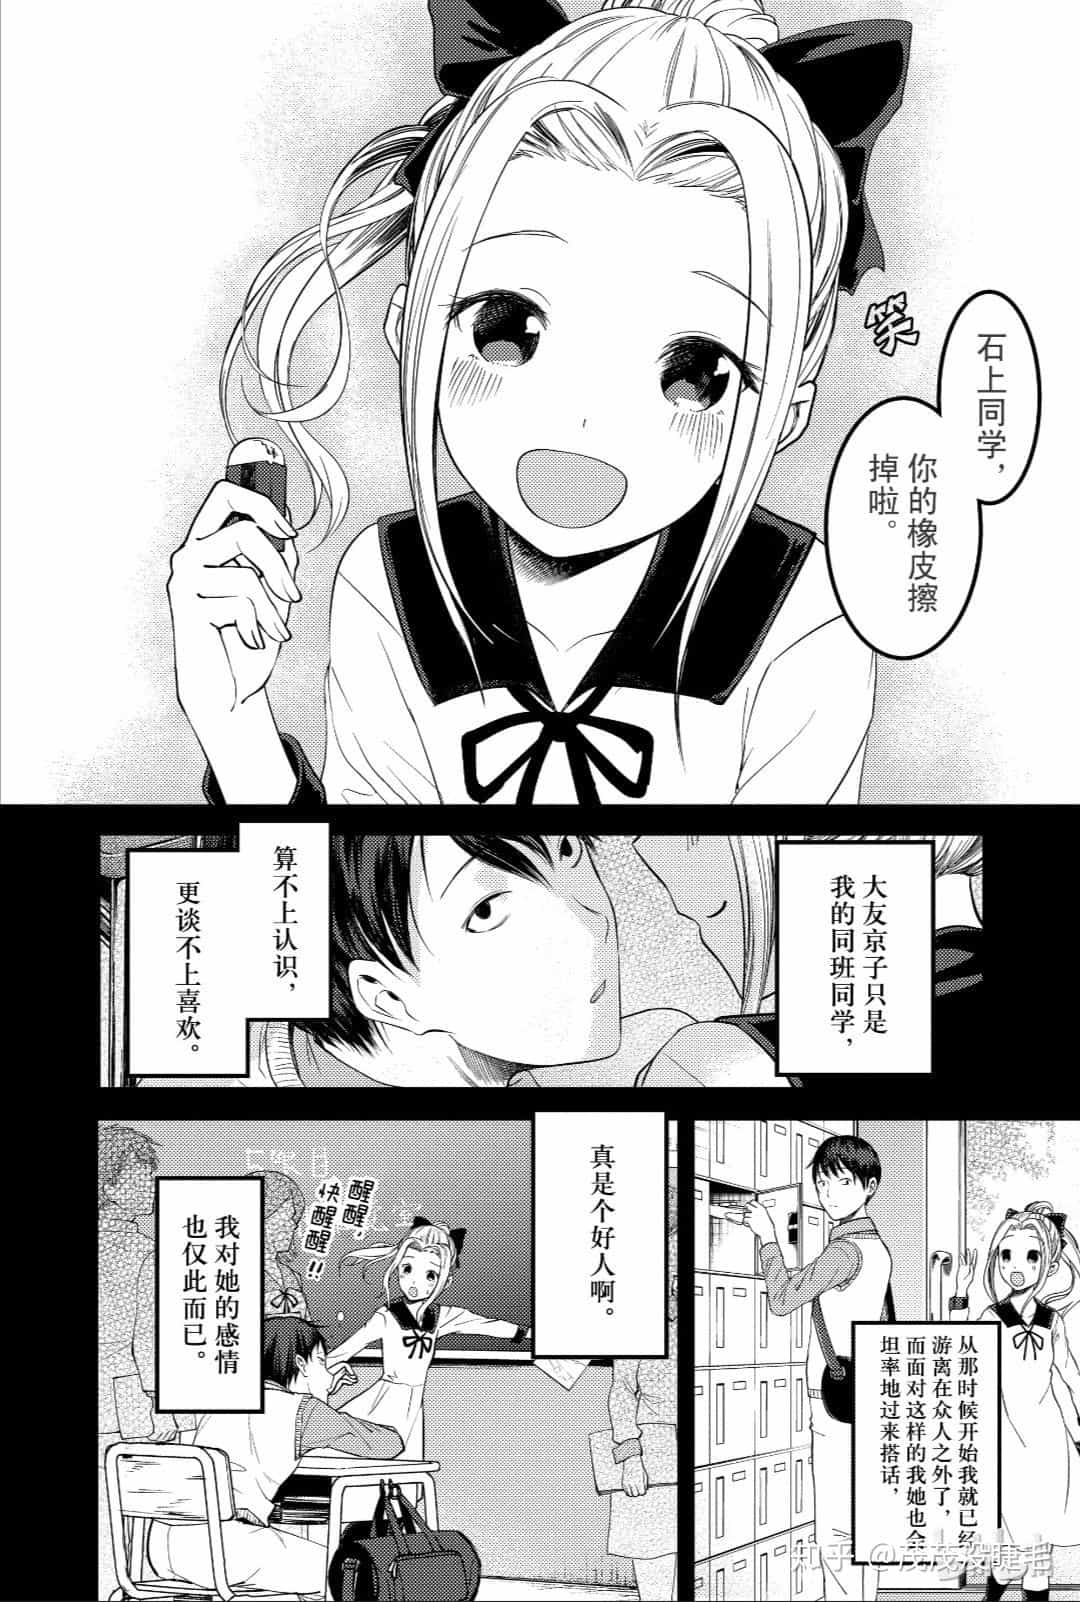 石上同学，
你的橡皮擦
掉啦。
笑
大友京子只是
我的同班同学，
算不上认识，
更谈不上喜欢。
从那时候开始我就已经
游离在众人之外了，
而面对这样的我她也会
坦率地过来搭话，
真是个好人啊。
醒醒，
快醒醒!!
我对她的感情
也仅此而已。
知乎 @茂茂没睫毛